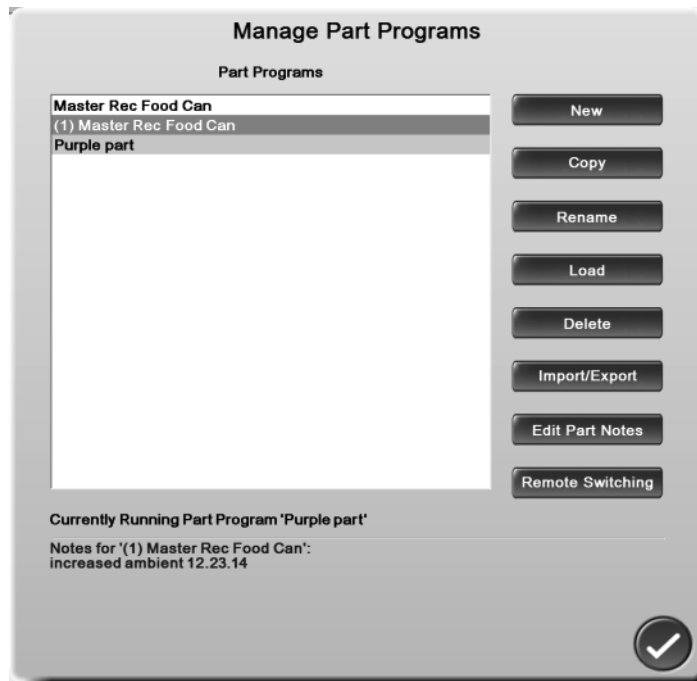 Manage Part Programs
Part Programs
Master Rec Food Can
(1) Master Rec Food Can
Purple part
New
Copy
Rename
Load
Delete
Import/Export
Edit Part Notes
Remote Switching
Currently Running Part Program 'Purple part'
Notes for '(1) Master Rec Food Can':
increased ambient 12.23.14